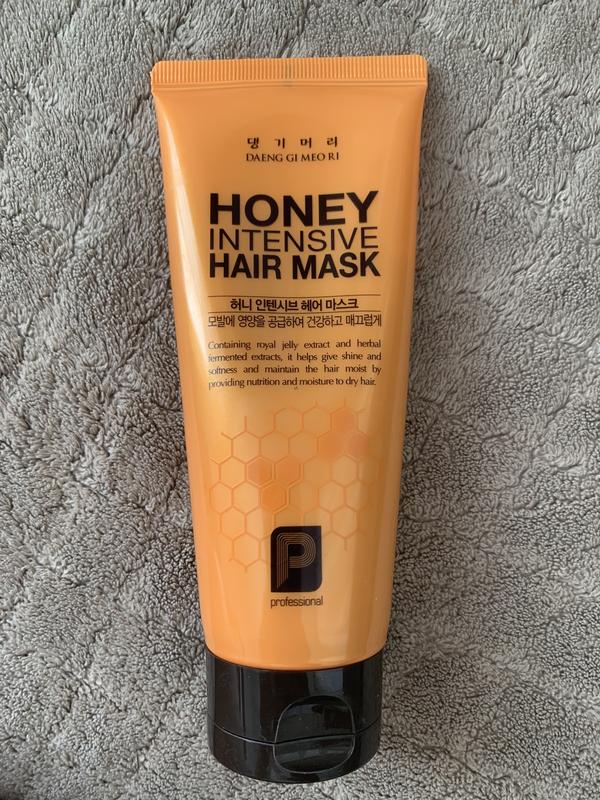 댕기머리
DAENG GI MEO RI
HONEY
INTENSIVE
HAIR MASK
허니 인텐시브 헤어 마스크
모발에 영양을 공급하여 건강하고 매끄럽게
Containing royal jelly extract and herbal
fermented extracts, it helps give shine and
softness and maintain the hair moist by
providing nutrition and moisture to dry hair.
P
professional